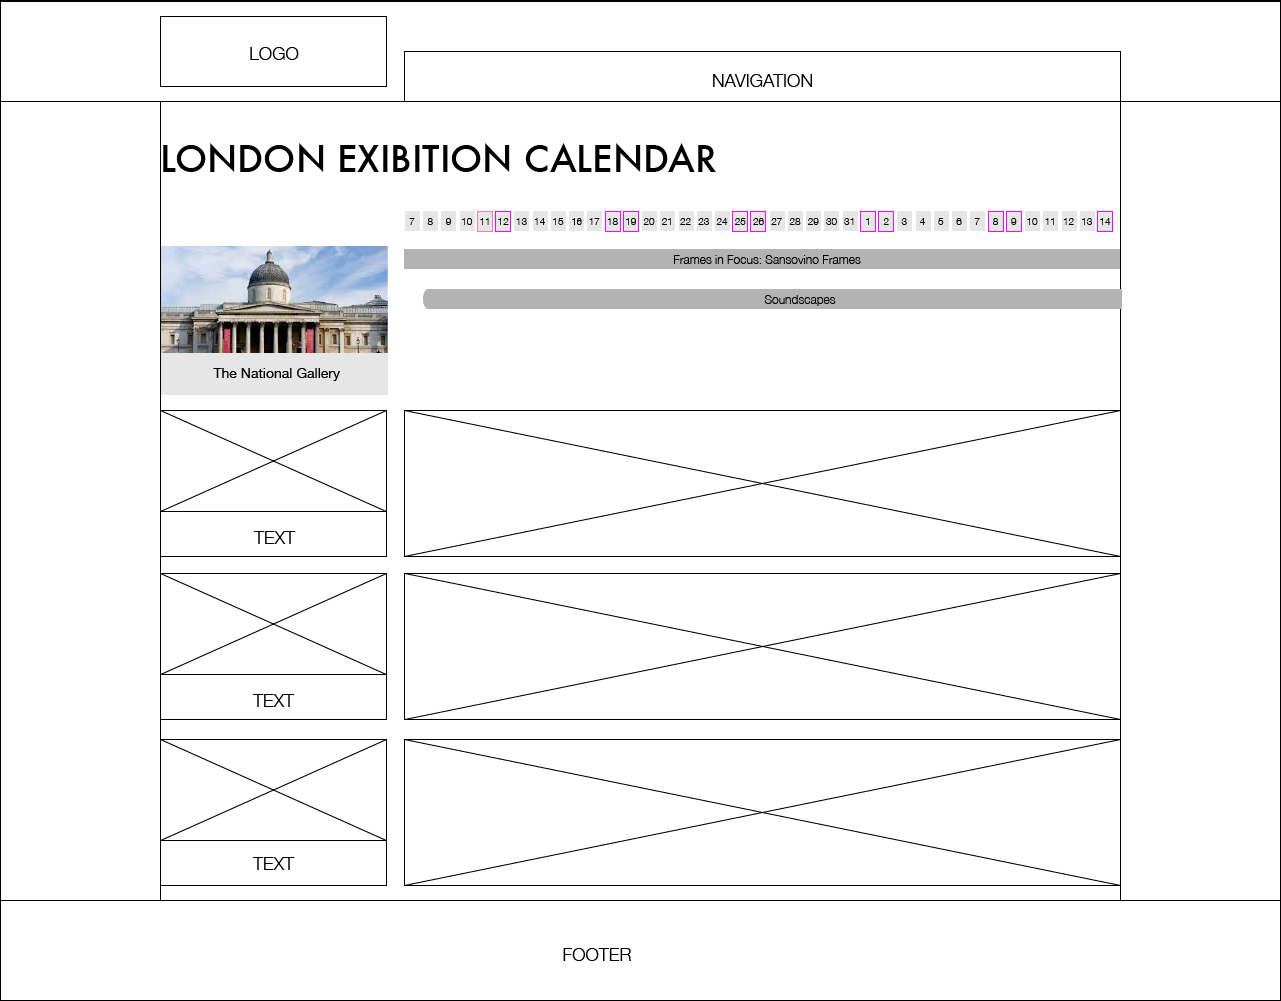 LOGO
NAVIGATION
LONDON EXIBITION CALENDAR
7 8 9 10 11 12 13 14 15 16 17 18 19 20 21 22 23 24 25 26 27 28 29 30 31 1 2 3 4 5 6 7 8 9 10 11 12 13 14
Frames in Focus: Sansovino Frames
Soundscapes
The National Gallery
TEXT
TEXT
TEXT
FOOTER